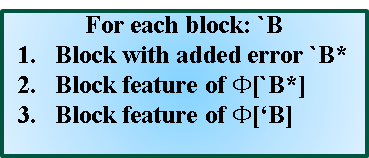 For each block: `B
1. Block with added error `B*
2. Block feature of Φ[`B*]
3. Block feature of Φ[‘B]